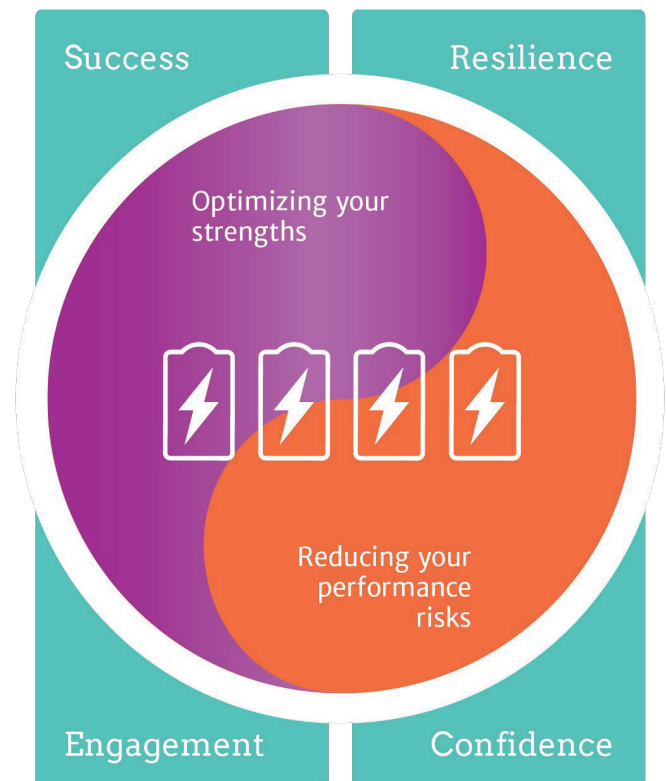 Success
Resilience
Optimizing your
strengths
Reducing your
performance
risks
Engagement
Confidence